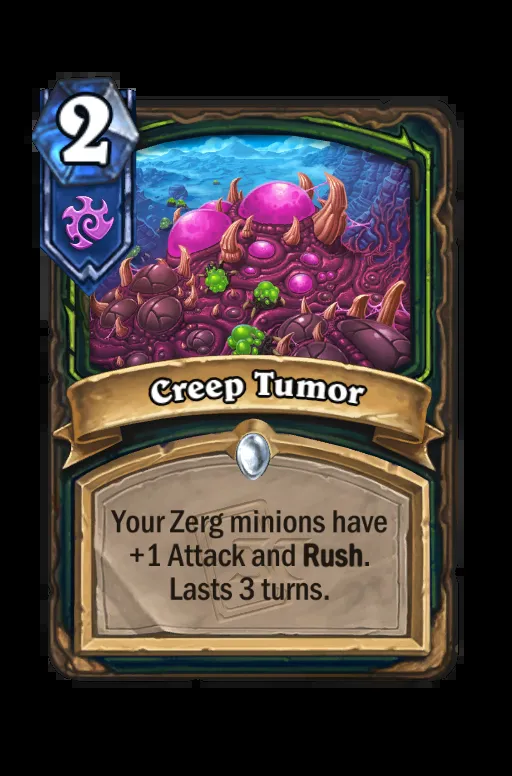 2
Creep Tumor
Your Zerg minions have
+1 Attack and Rush.
Lasts 3 turns.